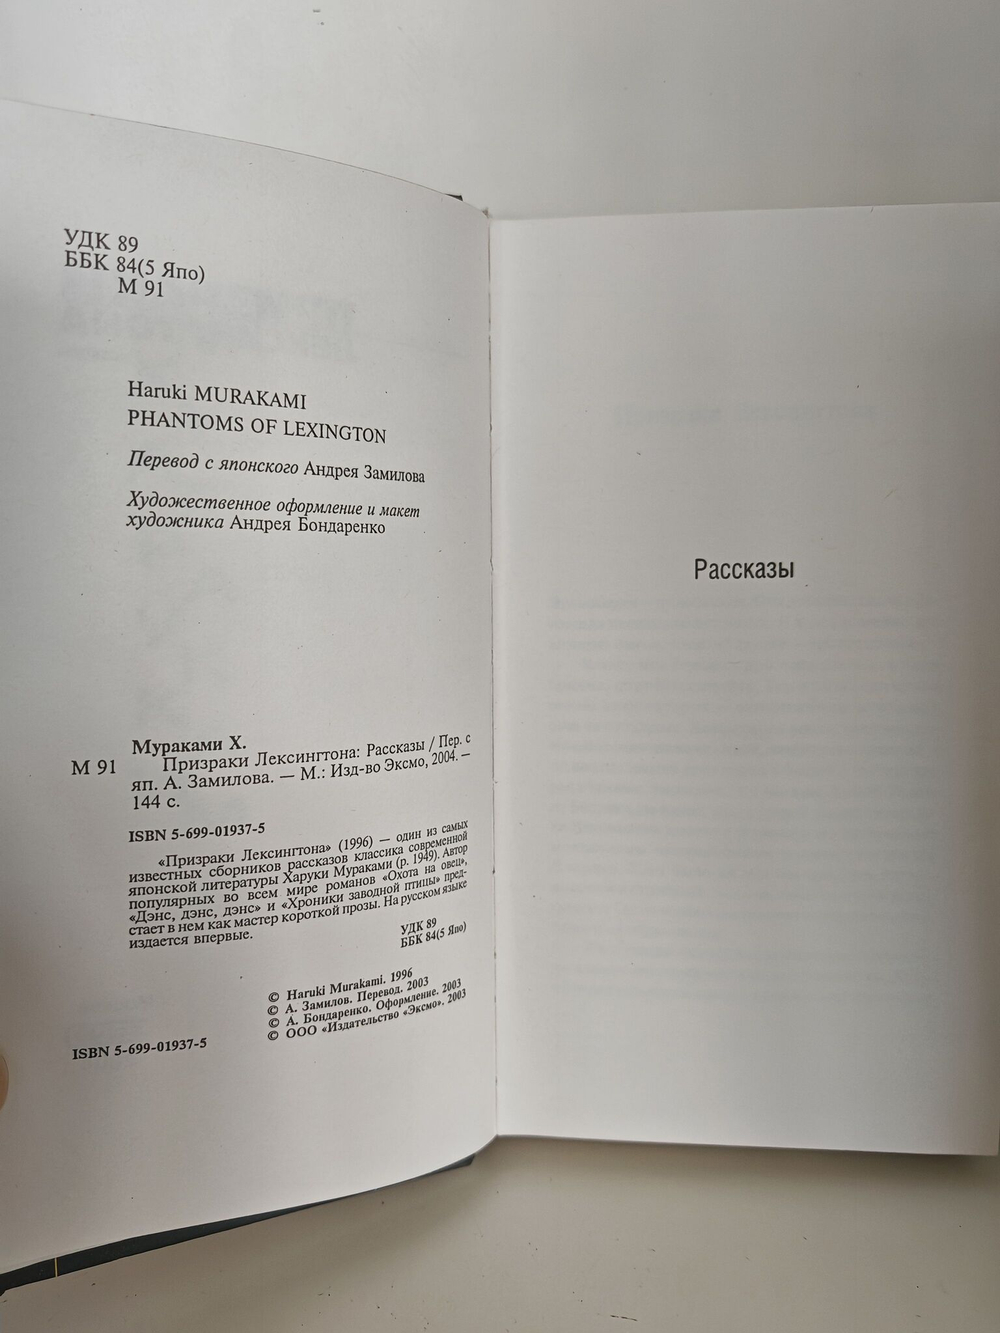 УДК 89
ББК 84(5 Япо)
М 91
Haruki MURAKAMI
PHANTOMS OF LEXINGTON
Перевод с японского Андрея Замилова
Художественное оформление и макет
художника Андрея Бондаренко
Мураками Х.
М 91 Призраки Лексингтона: Рассказы / Пер. с
яп. А. Замилова. — М.: Изд-во Эксмо, 2004. —
144 с.
ISBN 5-699-01937-5
«Призраки Лексингтона» (1996) — один из самых
известных сборников рассказов классика современной
японской литературы Харуки Мураками (р. 1949). Автор
популярных во всем мире романов «Охота на овец»,
«Дэнс, дэнс, дэнс» и «Хроники заводной птицы» пред-
стает в нем как мастер короткой прозы. На русском языке
издается впервые.
УДК 89
ББК 84(5 Япо)
© Haruki Murakami. 1996
© А. Замилов. Перевод. 2003
© А. Бондаренко. Оформление. 2003
© ООО «Издательство «Эксмо». 2003
ISBN 5-699-01937-5
Рассказы